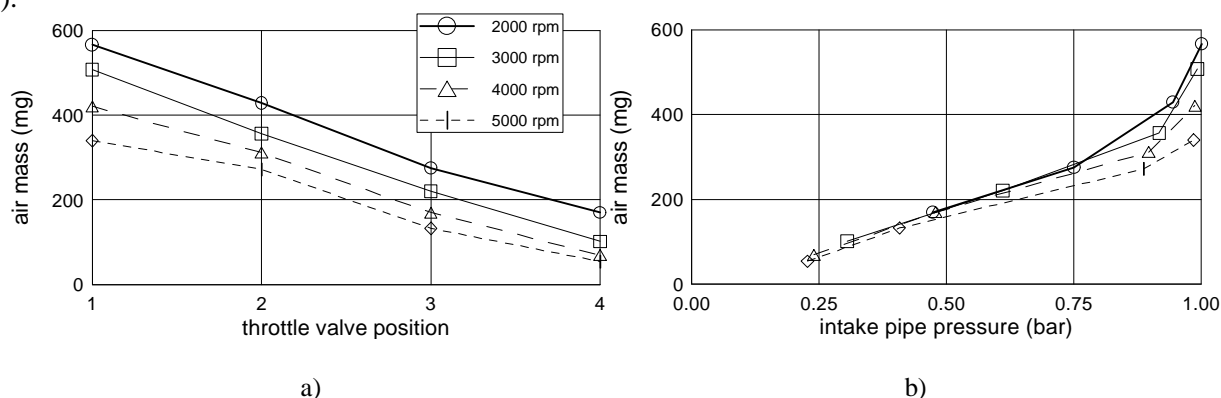 ).
600
400
200
0
air mass (mg)
1 2 3 4
throttle valve position
2000 rpm
3000 rpm
4000 rpm
5000 rpm
a)
600
400
200
0
air mass (mg)
0.00 0.25 0.50 0.75 1.00
intake pipe pressure (bar)
b)